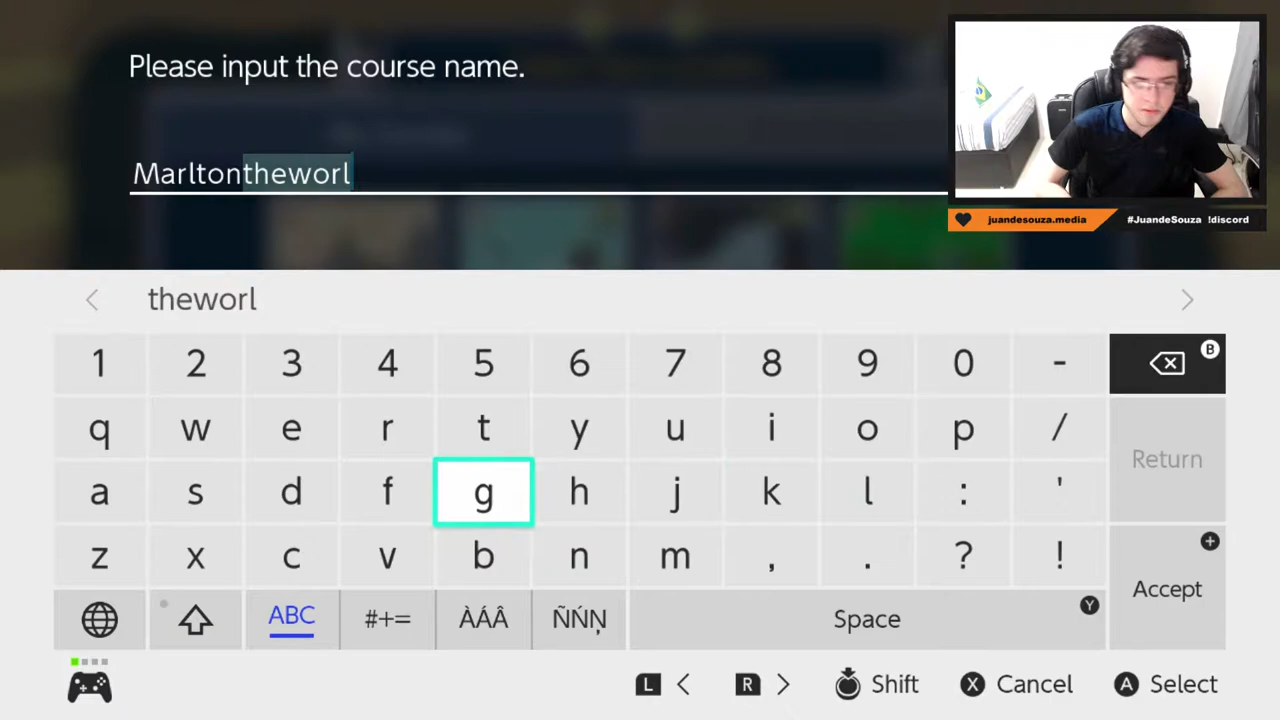 Please input the course name.
Marltontheworl
juandesouza.media #JuandeSouza !discord
theworl
1 2 3 4 5 6 7 8 9 0 - B
q w e r t y u i o p /
Return
a s d f g h j k l : '
z x c v b n m , . ? !
Accept
ABC #+= ÀÁÂ ÑŃŅ Space Y
L R Shift X Cancel A Select